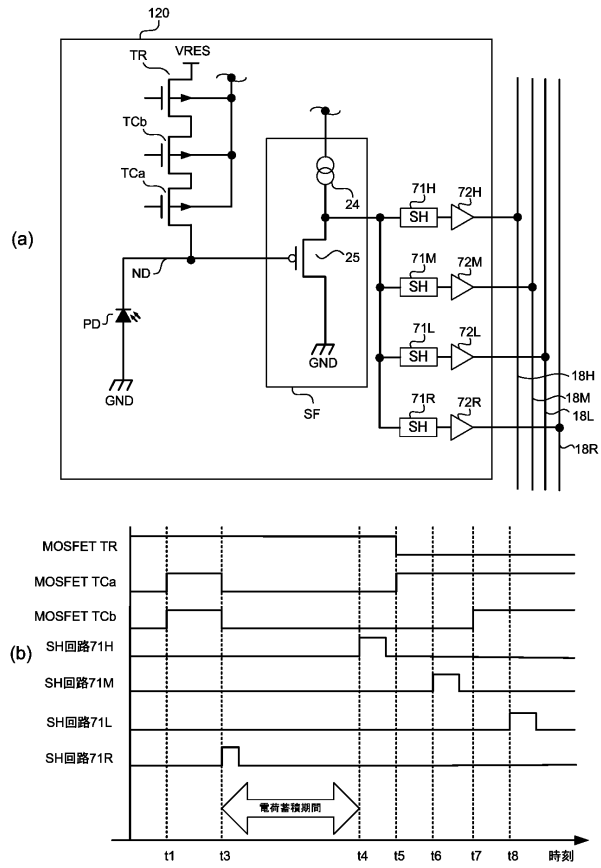 120
TR
VRES
TCb
TCa
ND
PD
GND
24
25
GND
SF
71H
SH
72H
71M
SH
72M
71L
SH
72L
71R
SH
72R
18H
18M
18L
18R
(a)
MOSFET TR
MOSFET TCa
MOSFET TCb
(b)
SH回路71H
SH回路71M
SH回路71L
SH回路71R
電荷蓄積期間
t1 t3 t4 t5 t6 t7 t8 時刻